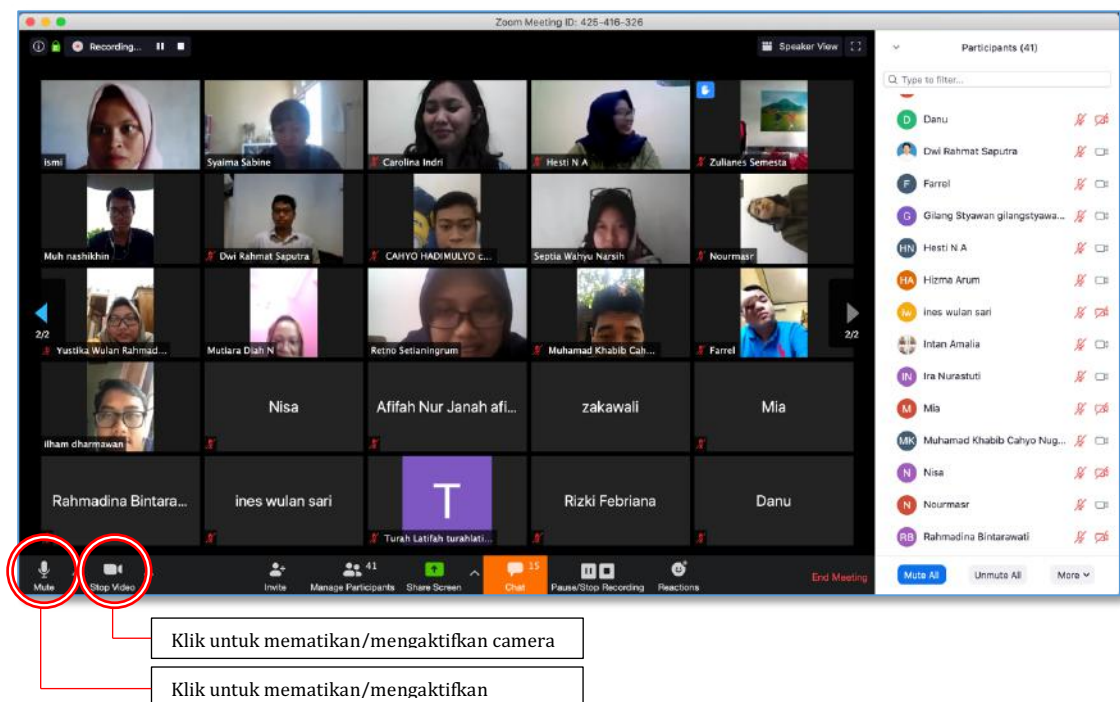 Zoom Meeting ID: 425-416-326
Recording...
Speaker View
ismi
Syaima Sabine
Carolina Indri
Hesti N A
Zulianes Semesta
Muh nashikhin
Dwi Rahmat Saputra
CAHYO HADIMULYO c...
Septia Wahyu Narsih
Nourmasr
2/2
2/2
Yustika Wulan Rahmad...
Mutiara Diah N
Retno Setianingrum
Muhamad Khabib Cah...
Farrel
ilham dharmawan
Nisa
Afifah Nur Janah afi...
zakawali
Mia
Rahmadina Bintara...
ines wulan sari
T
Turah Latifah turahlati...
Rizki Febriana
Danu
Mute
Stop Video
Invite
41
Manage Participants
Share Screen
15
Chat
Pause/Stop Recording
Reactions
End Meeting
Participants (41)
Type to filter...
D Danu
Dwi Rahmat Saputra
F Farrel
G Gilang Styawan gilangstyawa...
HN Hesti N A
HA Hizma Arum
iw ines wulan sari
Intan Amalia
IN Ira Nurastuti
M Mia
MK Muhamad Khabib Cahyo Nug...
N Nisa
N Nourmasr
RB Rahmadina Bintarawati
Mute All
Unmute All
More
Klik untuk mematikan/mengaktifkan camera
Klik untuk mematikan/mengaktifkan